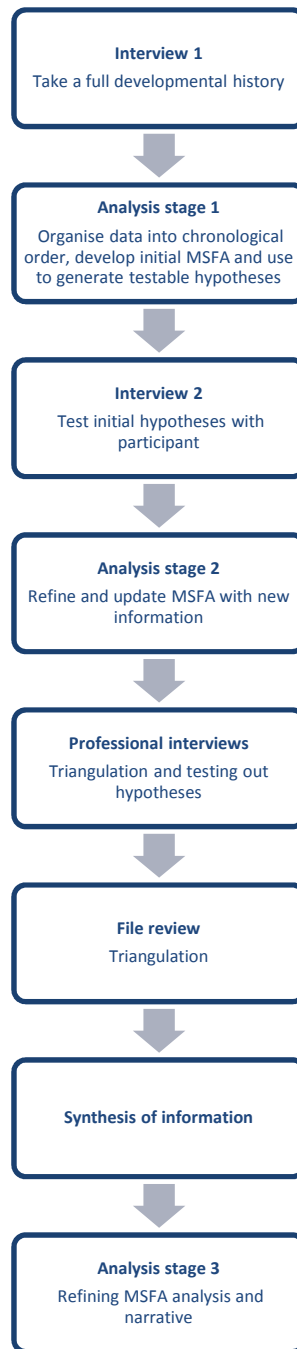 Interview 1
Take a full developmental history
Analysis stage 1
Organise data into chronological
order, develop initial MSFA and use
to generate testable hypotheses
Interview 2
Test initial hypotheses with
participant
Analysis stage 2
Refine and update MSFA with new
information
Professional interviews
Triangulation and testing out
hypotheses
File review
Triangulation
Synthesis of information
Analysis stage 3
Refining MSFA analysis and
narrative